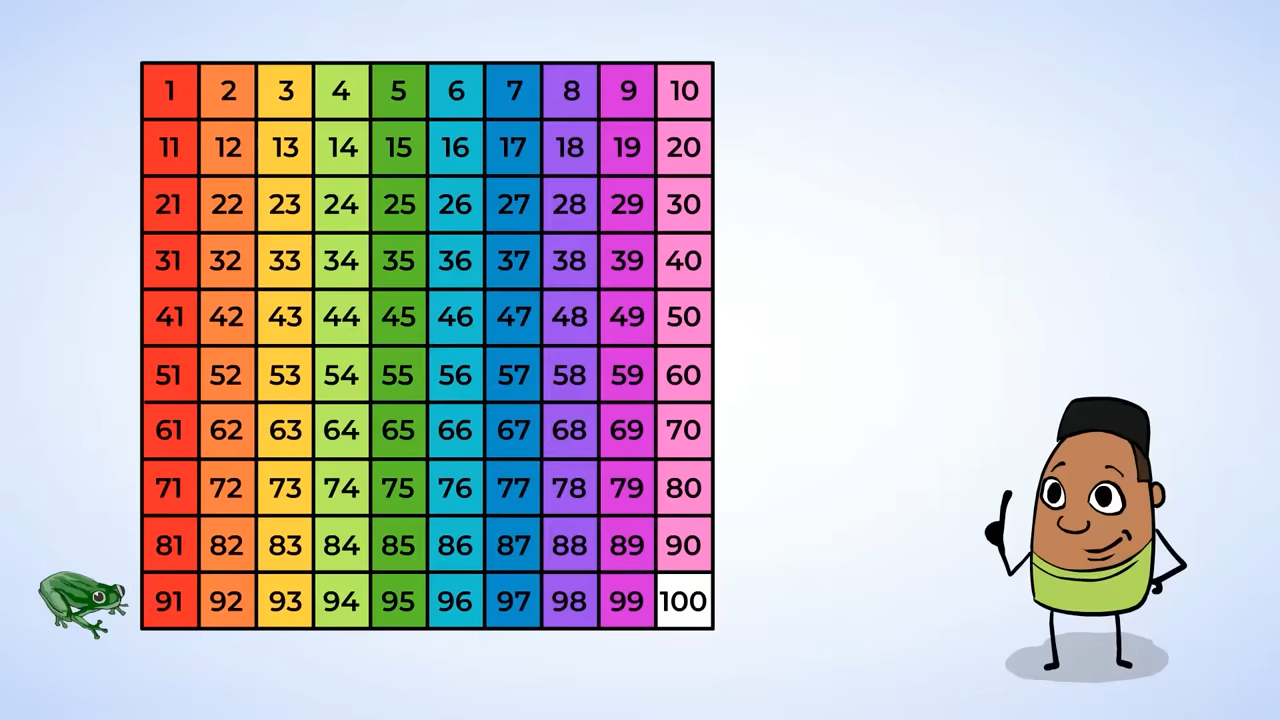 1 2 3 4 5 6 7 8 9 10
11 12 13 14 15 16 17 18 19 20
21 22 23 24 25 26 27 28 29 30
31 32 33 34 35 36 37 38 39 40
41 42 43 44 45 46 47 48 49 50
51 52 53 54 55 56 57 58 59 60
61 62 63 64 65 66 67 68 69 70
71 72 73 74 75 76 77 78 79 80
81 82 83 84 85 86 87 88 89 90
91 92 93 94 95 96 97 98 99 100